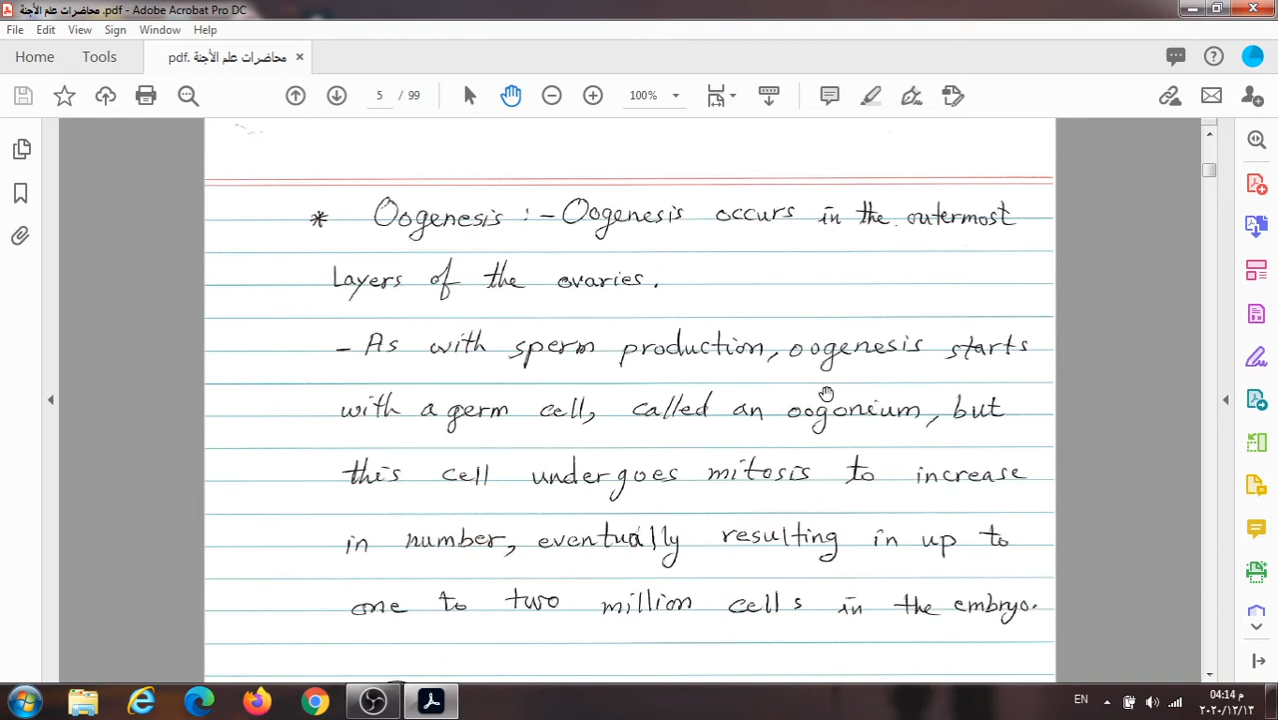 محاضرات علم الأجنة.pdf - Adobe Acrobat Pro DC
File Edit View Sign Window Help
Home Tools محاضرات علم الأجنة.pdf ×
5 / 99 100%
* Oogenesis :- Oogenesis occurs in the outermost
Layers of the ovaries.
- As with sperm production, oogenesis starts
with a germ cell, called an oogonium, but
this cell undergoes mitosis to increase
in number, eventually resulting in up to
one to two million cells in the embryo.
EN 04:14 م
٢٠٢٠/١٢/١٣